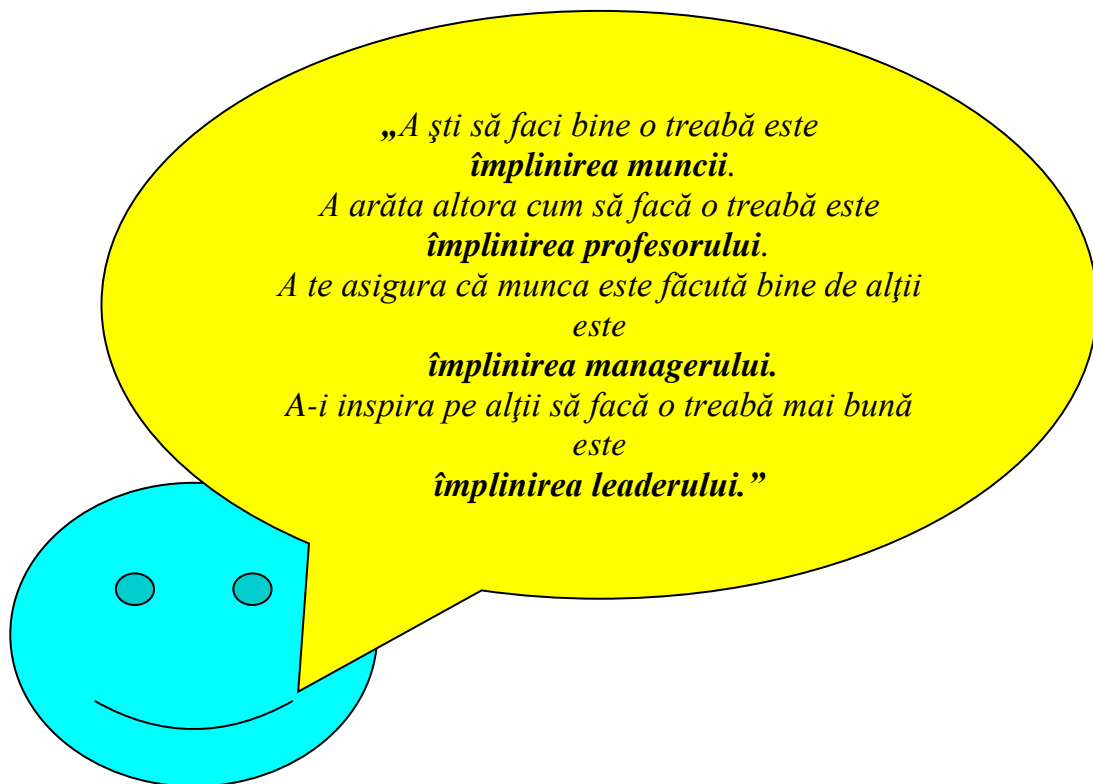 „A şti să faci bine o treabă este
împlinirea muncii.
A arăta altora cum să facă o treabă este
împlinirea profesorului.
A te asigura că munca este făcută bine de alţii
este
împlinirea managerului.
A-i inspira pe alţii să facă o treabă mai bună
este
împlinirea leaderului.”